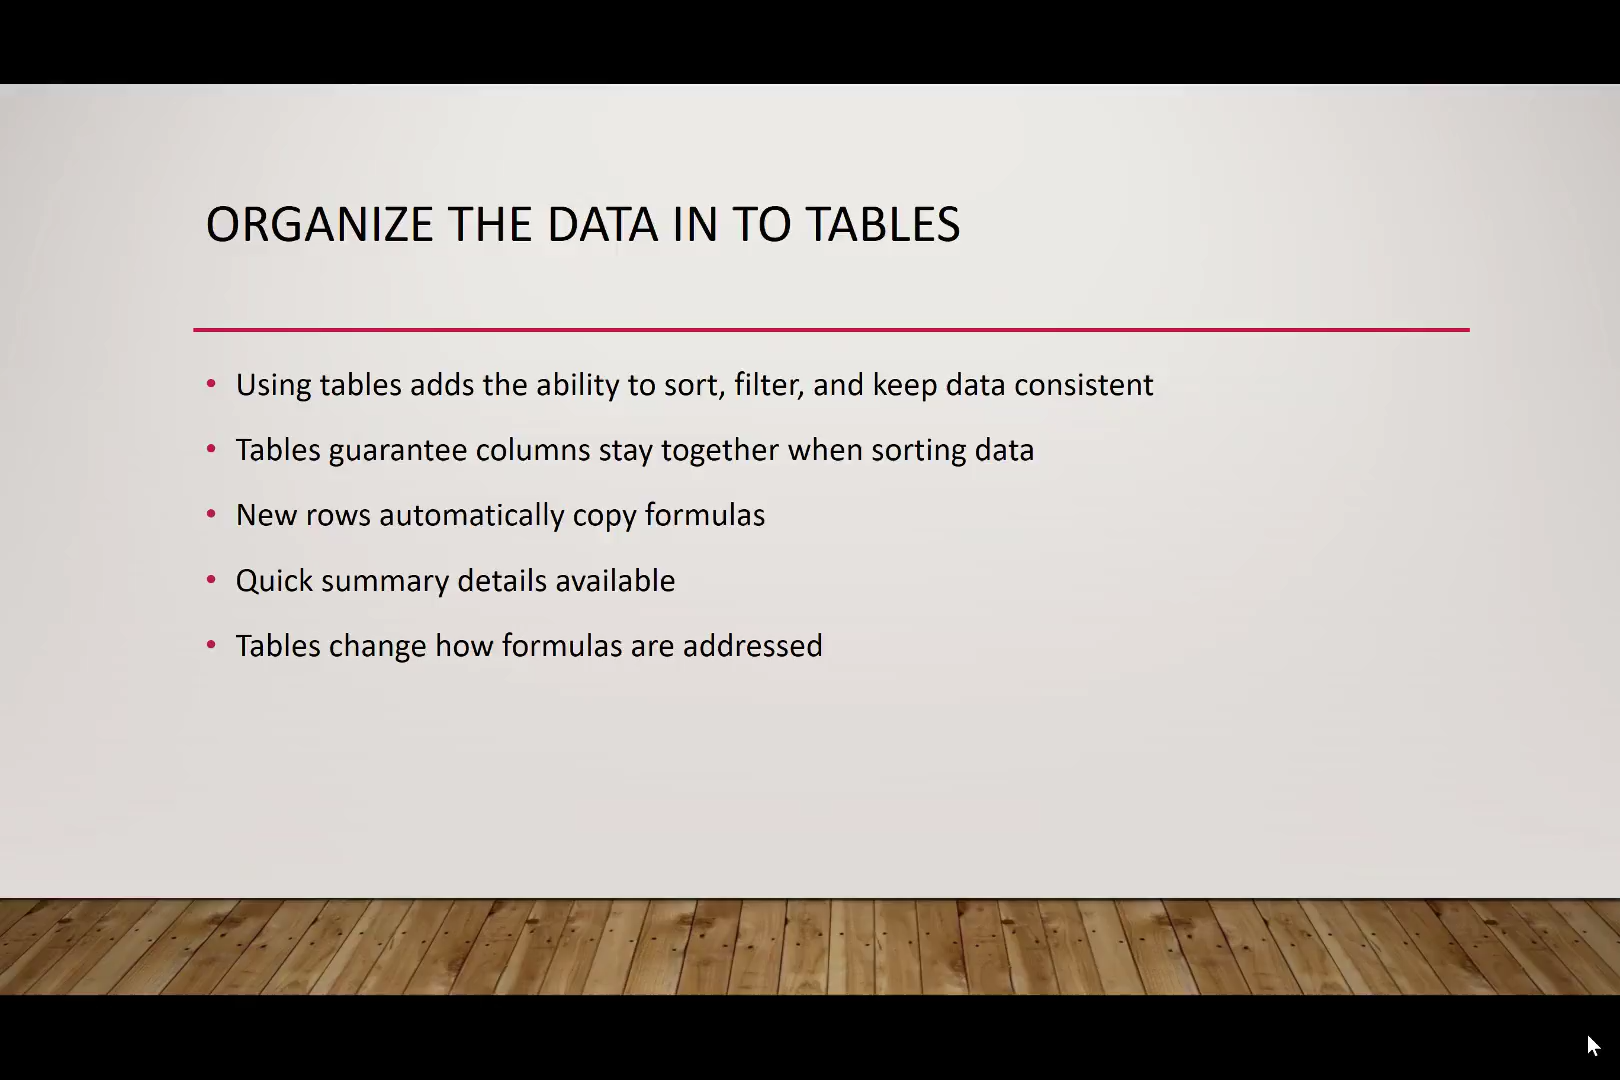 ORGANIZE THE DATA IN TO TABLES
• Using tables adds the ability to sort, filter, and keep data consistent
• Tables guarantee columns stay together when sorting data
• New rows automatically copy formulas
• Quick summary details available
• Tables change how formulas are addressed